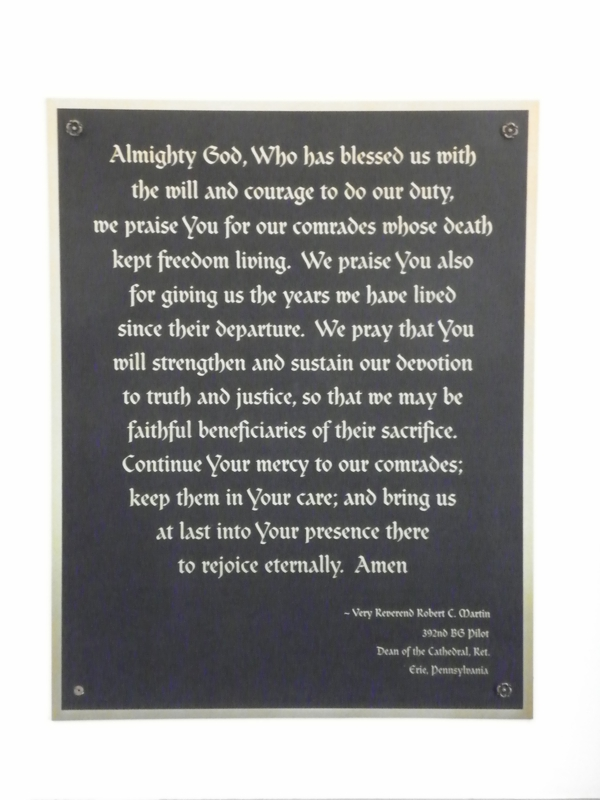 Almighty God, Who has blessed us with
the will and courage to do our duty,
we praise You for our comrades whose death
kept freedom living. We praise You also
for giving us the years we have lived
since their departure. We pray that You
will strengthen and sustain our devotion
to truth and justice, so that we may be
faithful beneficiaries of their sacrifice.
Continue Your mercy to our comrades;
keep them in Your care; and bring us
at last into Your presence there
to rejoice eternally. Amen
~ Very Reverend Robert C. Martin
392nd BG Pilot
Dean of the Cathedral, Ret.
Erie, Pennsylvania